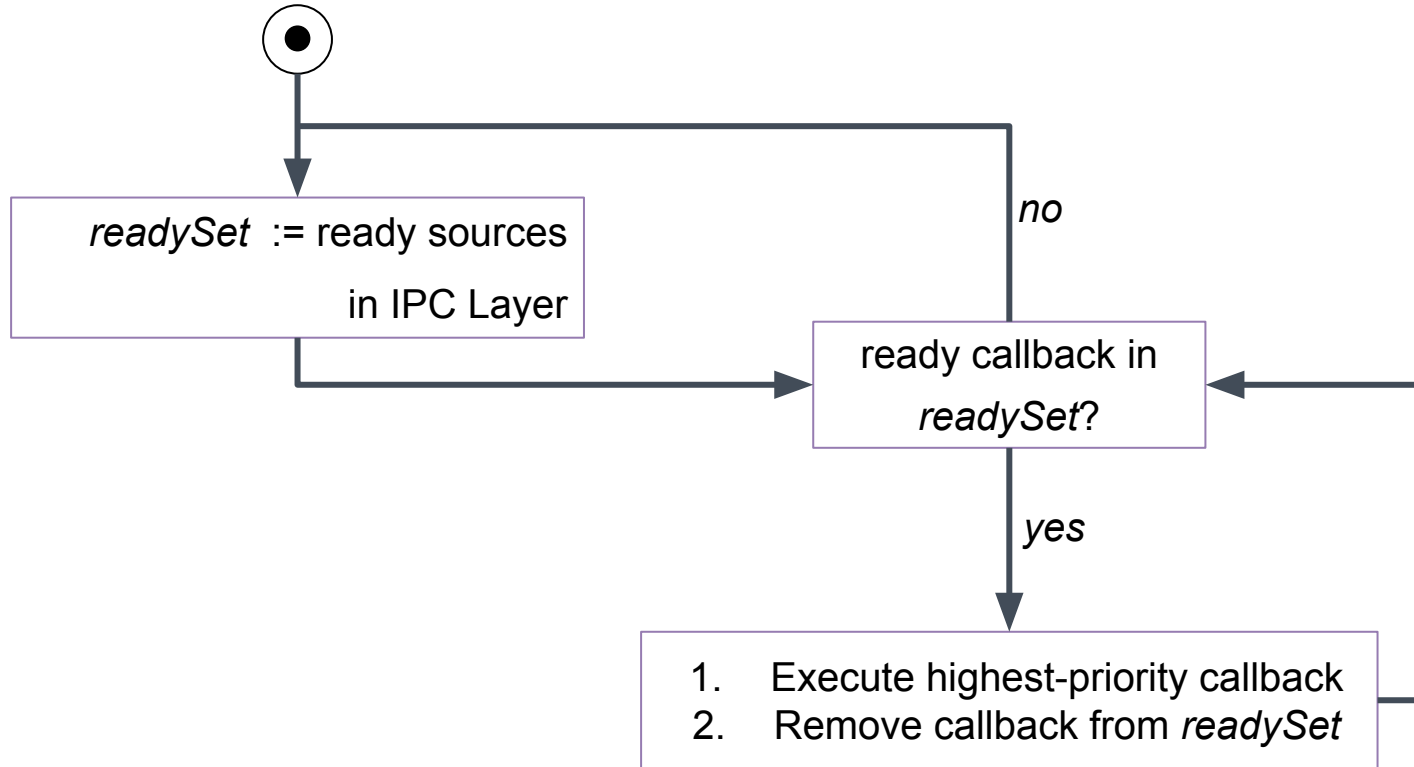 readySet := ready sources
in IPC Layer
no
ready callback in
readySet?
yes
1. Execute highest-priority callback
2. Remove callback from readySet